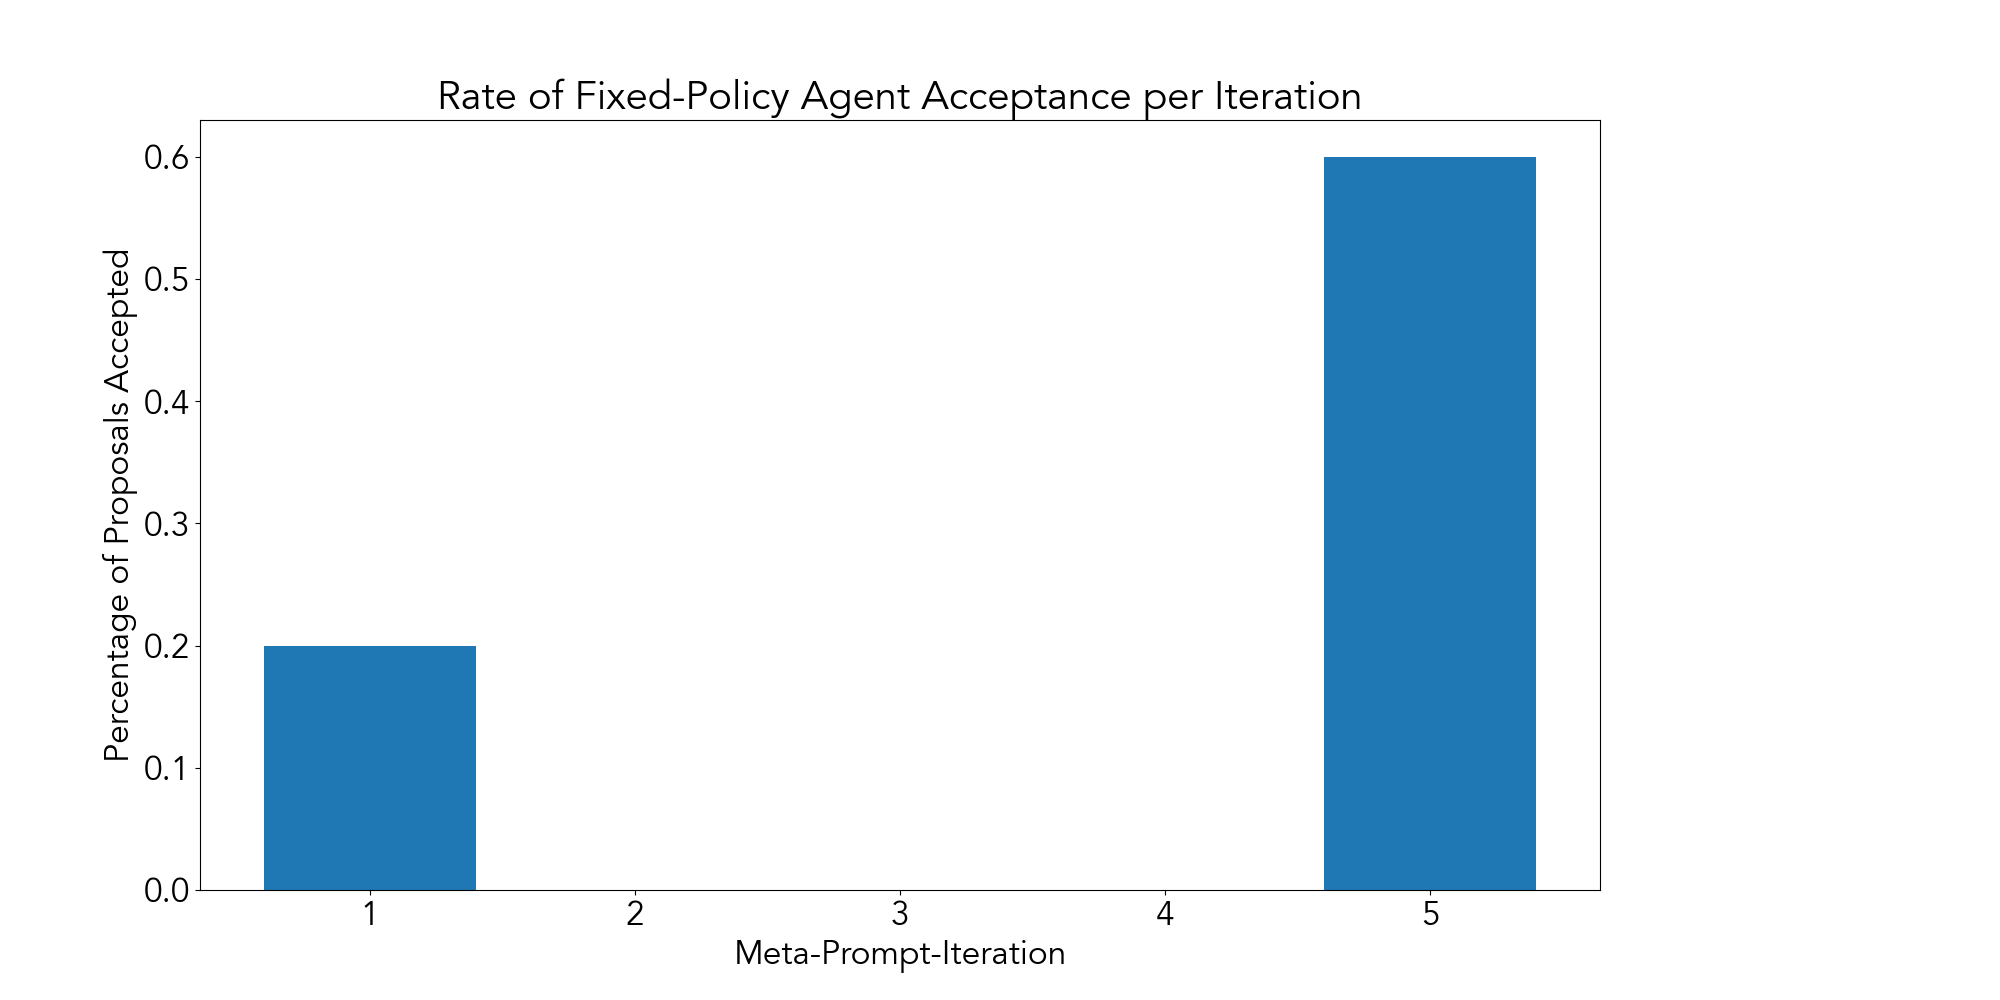 Rate of Fixed-Policy Agent Acceptance per Iteration
Percentage of Proposals Accepted
0.6
0.5
0.4
0.3
0.2
0.1
0.0
1 2 3 4 5
Meta-Prompt-Iteration